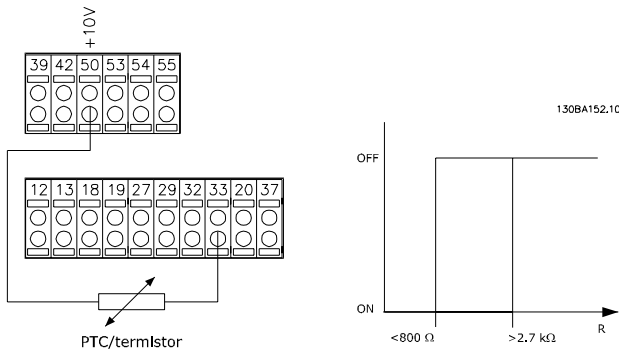 +10V
39 42 50 53 54 55
130BA152.10
12 13 18 19 27 29 32 33 20 37
PTC/termistor
OFF
ON
<800 Ω
>2.7 kΩ
R